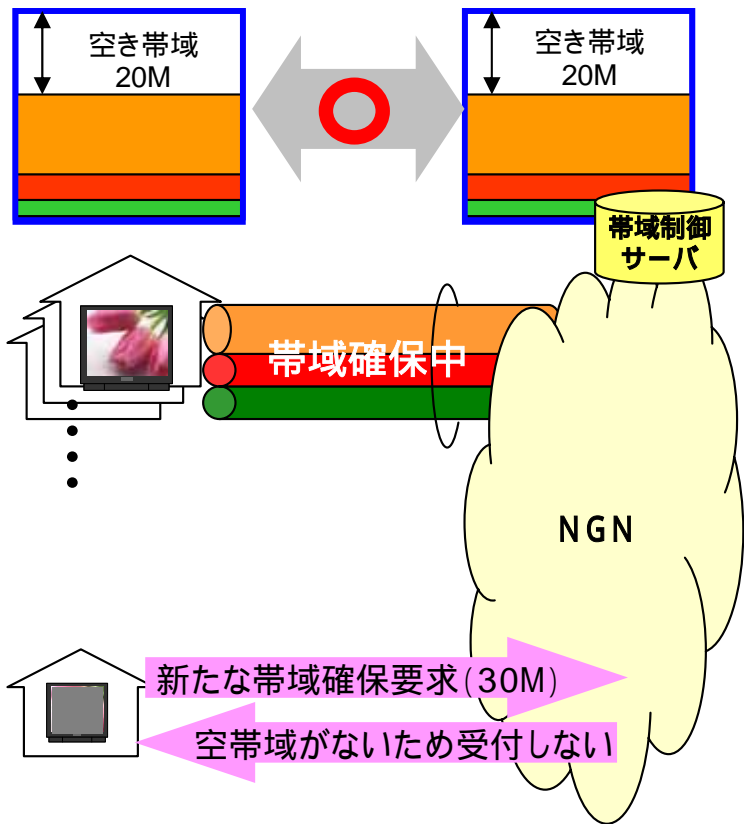 空き帯域
20M
空き帯域
20M
帯域制御
サーバ
帯域確保中
NGN
新たな帯域確保要求(30M)
空帯域がないため受付しない